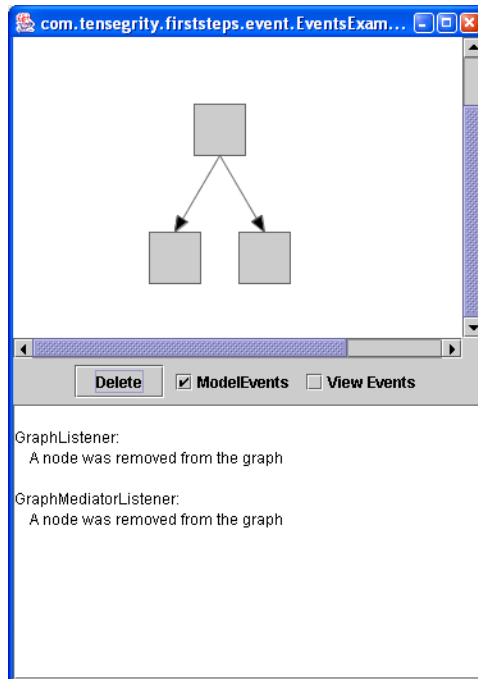 com.tensegrity.firststeps.event.EventsExam...
Delete ModelEvents View Events
GraphListener:
A node was removed from the graph
GraphMediatorListener:
A node was removed from the graph